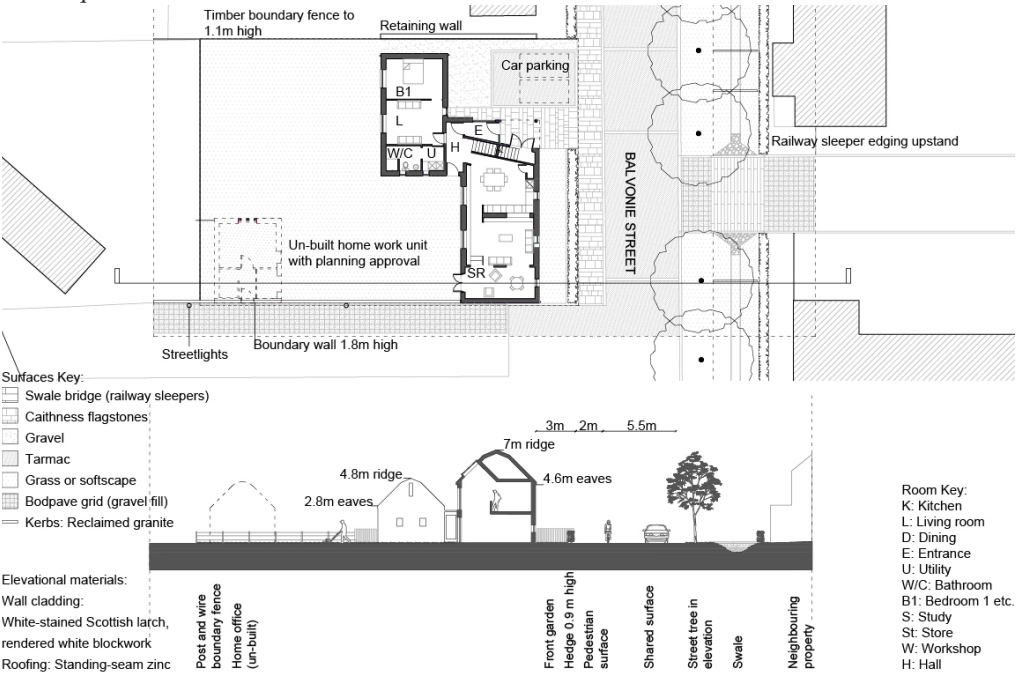 Timber boundary fence to
1.1m high
Retaining wall
Car parking
B1
L
E
W/C
U
H
Railway sleeper edging upstand
BALVONIE STREET
Un-built home work unit
with planning approval
SR
Streetlights
Boundary wall 1.8m high
Surfaces Key:
Swale bridge (railway sleepers)
Caithness flagstones
Gravel
Tarmac
Grass or softscape
Bodpave grid (gravel fill)
Kerbs: Reclaimed granite
3m
2m
5.5m
7m ridge
4.8m ridge
4.6m eaves
2.8m eaves
Elevational materials:
Wall cladding:
White-stained Scottish larch,
rendered white blockwork
Roofing: Standing-seam zinc
Post and wire
boundary fence
Home office
(un-built)
Front garden
Hedge 0.9 m high
Pedestrian
surface
Shared surface
Street tree in
elevation
Swale
Neighbouring
property
Room Key:
K: Kitchen
L: Living room
D: Dining
E: Entrance
U: Utility
W/C: Bathroom
B1: Bedroom 1 etc.
S: Study
St: Store
W: Workshop
H: Hall